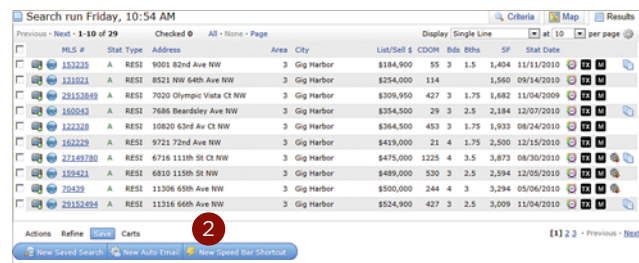 Search run Friday, 10:54 AM Criteria Map Results
Previous · Next · 1-10 of 29 Checked 0 All · None · Page Display Single Line at 10 per page
MLS # Stat Type Address Area City List/Sell $ CDOM Bds Bths SF Stat Date
153235 A RESI 9001 82nd Ave NW 3 Gig Harbor $184,900 55 3 1.5 1,404 11/11/2010 TX M
131021 A RESI 8521 NW 64th Ave NW 3 Gig Harbor $254,000 114 1,560 09/14/2010 TX M
29153849 A RESI 7020 Olympic Vista Ct NW 3 Gig Harbor $309,950 427 3 1.75 1,682 11/04/2009 TX M
160043 A RESI 7686 Beardsley Ave NW 3 Gig Harbor $354,500 29 3 2.5 2,184 12/07/2010 TX M
122328 A RESI 10820 63rd Av Ct NW 3 Gig Harbor $364,500 453 3 1.75 1,933 08/24/2010 TX M
162229 A RESI 9721 72nd Ave NW 3 Gig Harbor $419,000 21 4 1.75 2,500 12/15/2010 TX M
27149780 A RESI 6716 111th St Ct NW 3 Gig Harbor $475,000 1225 4 3.5 3,873 08/30/2010 TX M
159421 A RESI 6810 115th St NW 3 Gig Harbor $489,000 530 3 2.5 2,594 12/05/2010 TX M
70439 A RESI 11306 65th Ave NW 3 Gig Harbor $500,000 244 4 3 3,294 05/06/2010 TX M
29152494 A RESI 11316 66th Ave NW 3 Gig Harbor $524,900 427 3 2.5 3,009 11/04/2010 TX M
Actions Refine Save Carts 2 [1] 2 3 · Previous · Next
New Saved Search New Auto Email New Speed Bar Shortcut